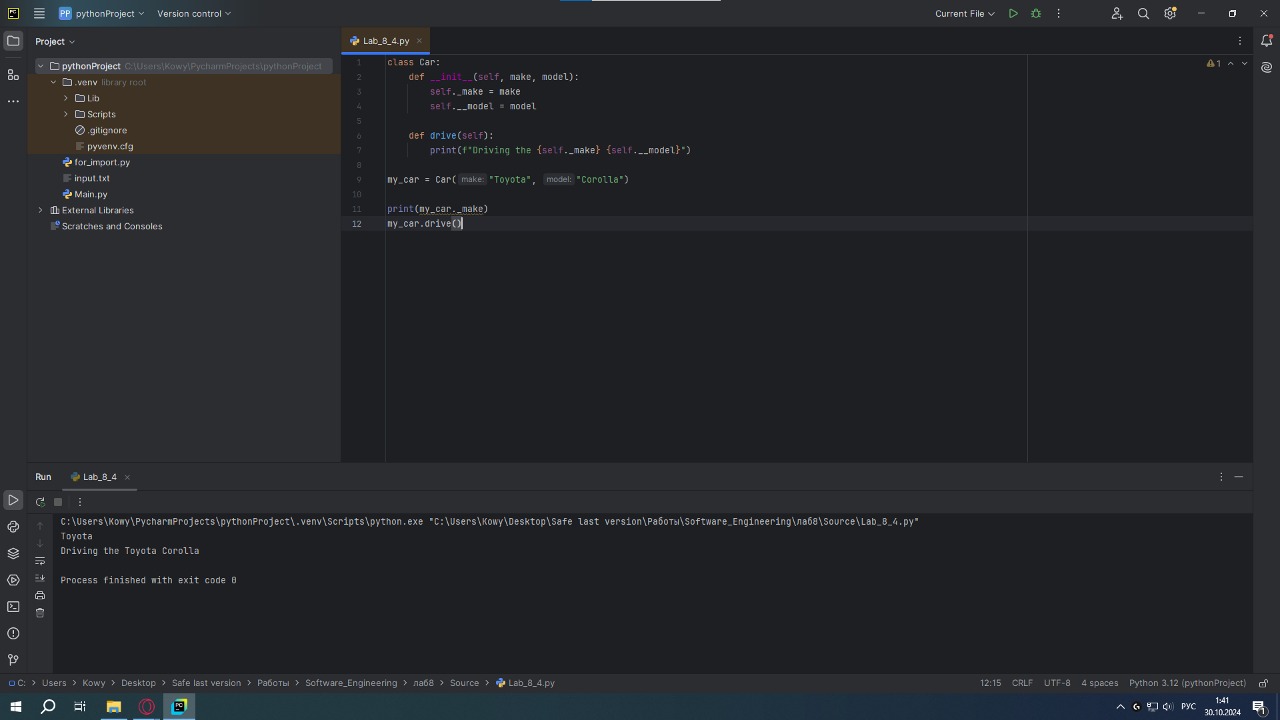 PP pythonProject Version control Current File
Project
Lab_8_4.py
pythonProject C:\Users\Kowy\PycharmProjects\pythonProject
.venv library root
Lib
Scripts
.gitignore
pyvenv.cfg
for_import.py
input.txt
Main.py
External Libraries
Scratches and Consoles
1 class Car:
2 def __init__(self, make, model):
3 self._make = make
4 self.__model = model
5
6 def drive(self):
7 print(f"Driving the {self._make} {self.__model}")
8
9 my_car = Car( make: "Toyota", model: "Corolla")
10
11 print(my_car._make)
12 my_car.drive()
1
Run Lab_8_4
C:\Users\Kowy\PycharmProjects\pythonProject\.venv\Scripts\python.exe "C:\Users\Kowy\Desktop\Safe last version\Работы\Software_Engineering\лаб8\Source\Lab_8_4.py"
Toyota
Driving the Toyota Corolla
Process finished with exit code 0
C: > Users > Kowy > Desktop > Safe last version > Работы > Software_Engineering > лаб8 > Source > Lab_8_4.py 12:15 CRLF UTF-8 4 spaces Python 3.12 (pythonProject)
РУС
1:41
30.10.2024